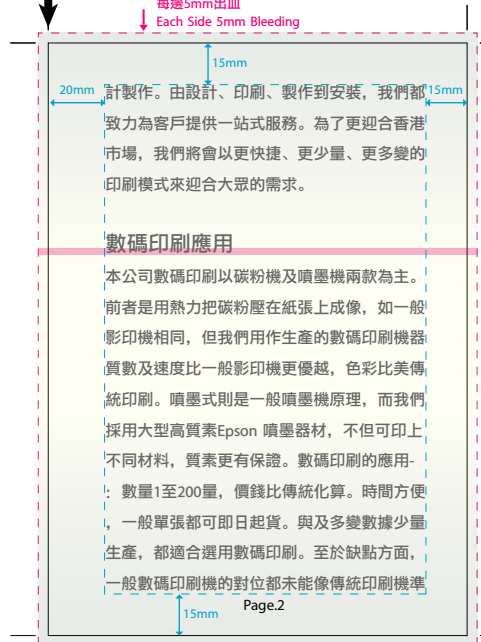 每邊5mm出血
Each Side 5mm Bleeding
15mm
20mm
15mm
計製作。由設計、印刷、製作到安裝，我們都
致力為客戶提供一站式服務。為了更迎合香港
市場，我們將會以更快捷、更少量、更多變的
印刷模式來迎合大眾的需求。
數碼印刷應用
本公司數碼印刷以碳粉機及噴墨機兩款為主。
前者是用熱力把碳粉壓在紙張上成像，如一般
影印機相同，但我們用作生產的數碼印刷機器
質數及速度比一般影印機更優越，色彩比美傳
統印刷。噴墨式則是一般噴墨機原理，而我們
採用大型高質素Epson 噴墨器材，不但可印上
不同材料，質素更有保證。數碼印刷的應用-
：數量1至200量，價錢比傳統化算。時間方便
，一般單張都可即日起貨。與及多變數據少量
生產，都適合選用數碼印刷。至於缺點方面，
一般數碼印刷機的對位都未能像傳統印刷機準
15mm
Page.2